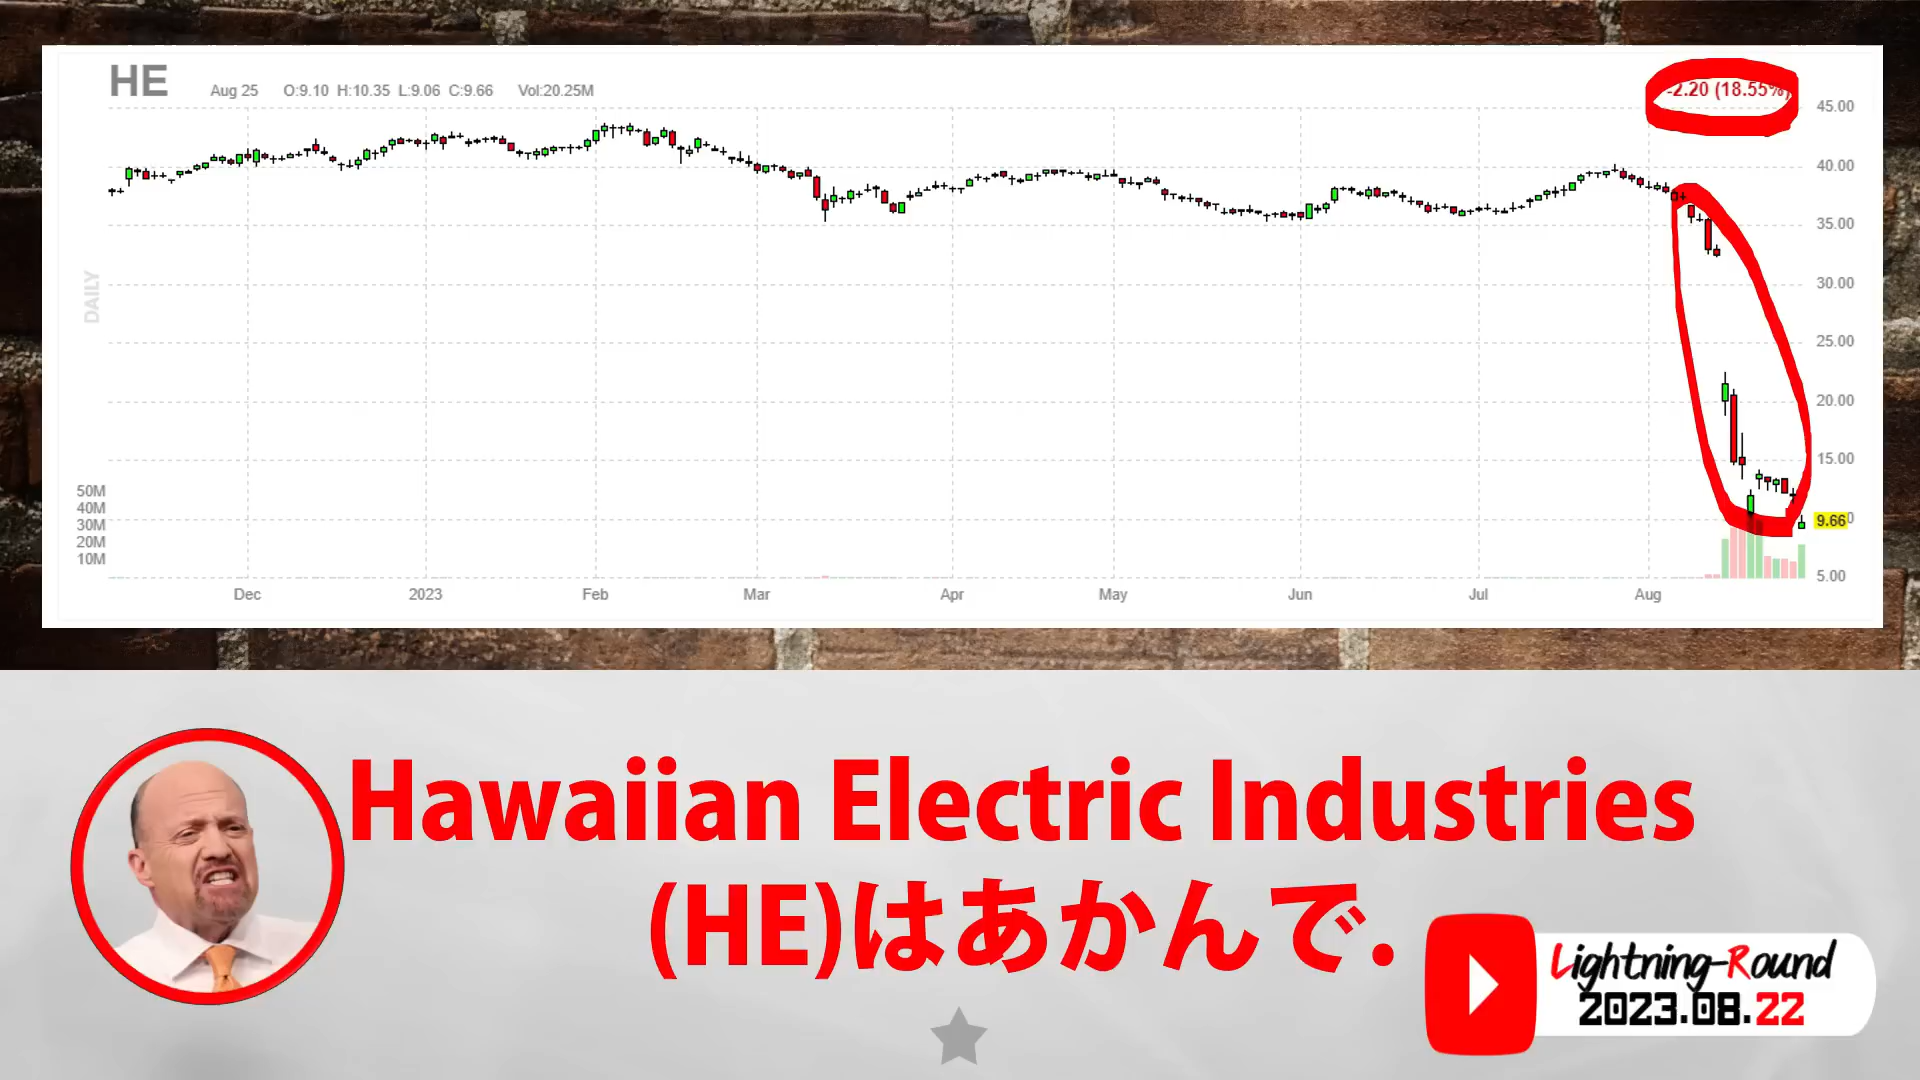 HE Aug 25 O:9.10 H:10.35 L:9.06 C:9.66 Vol:20.25M
-2.20 (18.55%)
45.00
40.00
35.00
30.00
25.00
20.00
15.00
9.66
5.00
DAILY
50M
40M
30M
20M
10M
Dec 2023 Feb Mar Apr May Jun Jul Aug
Hawaiian Electric Industries
(HE)はあかんで.
Lightning-Round
2023.08.22